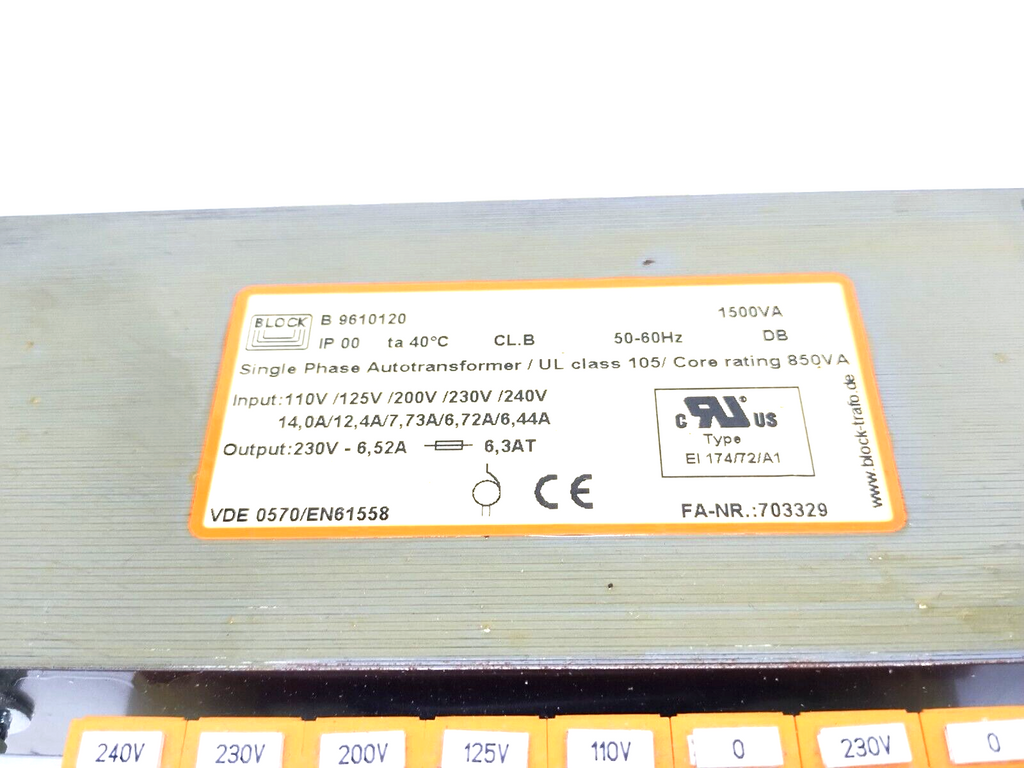 BLOCK B 9610120 1500VA
IP 00 ta 40°C CL.B 50-60Hz DB
Single Phase Autotransformer / UL class 105/ Core rating 850VA
Input:110V /125V /200V /230V /240V
14,0A/12,4A/7,73A/6,72A/6,44A
Output:230V - 6,52A 6,3AT
C RU US
Type
EI 174/72/A1
CE
VDE 0570/EN61558
FA-NR.:703329
www.block-trafo.de
240V 230V 200V 125V 110V 0 230V 0